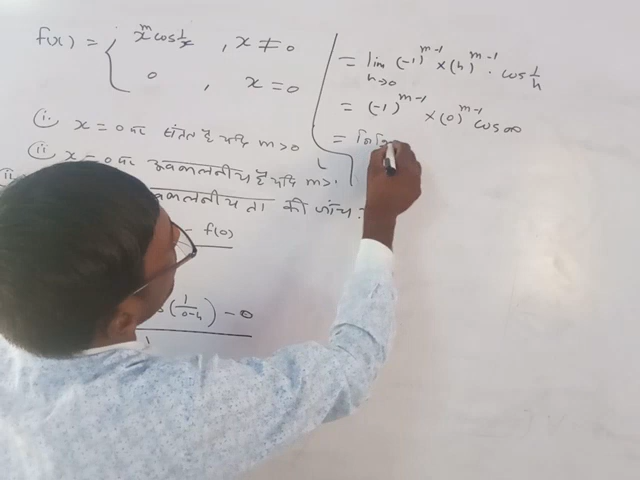 f(x) = { x^m cos 1/x , x ≠ 0
0 , x = 0
i. x = 0 पर संतत है यदि m > 0
ii x = 0 पर अवकलनीय है यदि m >
अवकलनीयता की जांच :
- f(0)
(1/(0-h)) - 0
= lim h→0 (-1)^(m-1) × (h)^(m-1) . cos 1/h
= (-1)^(m-1) × (0)^(m-1) cos ∞
=